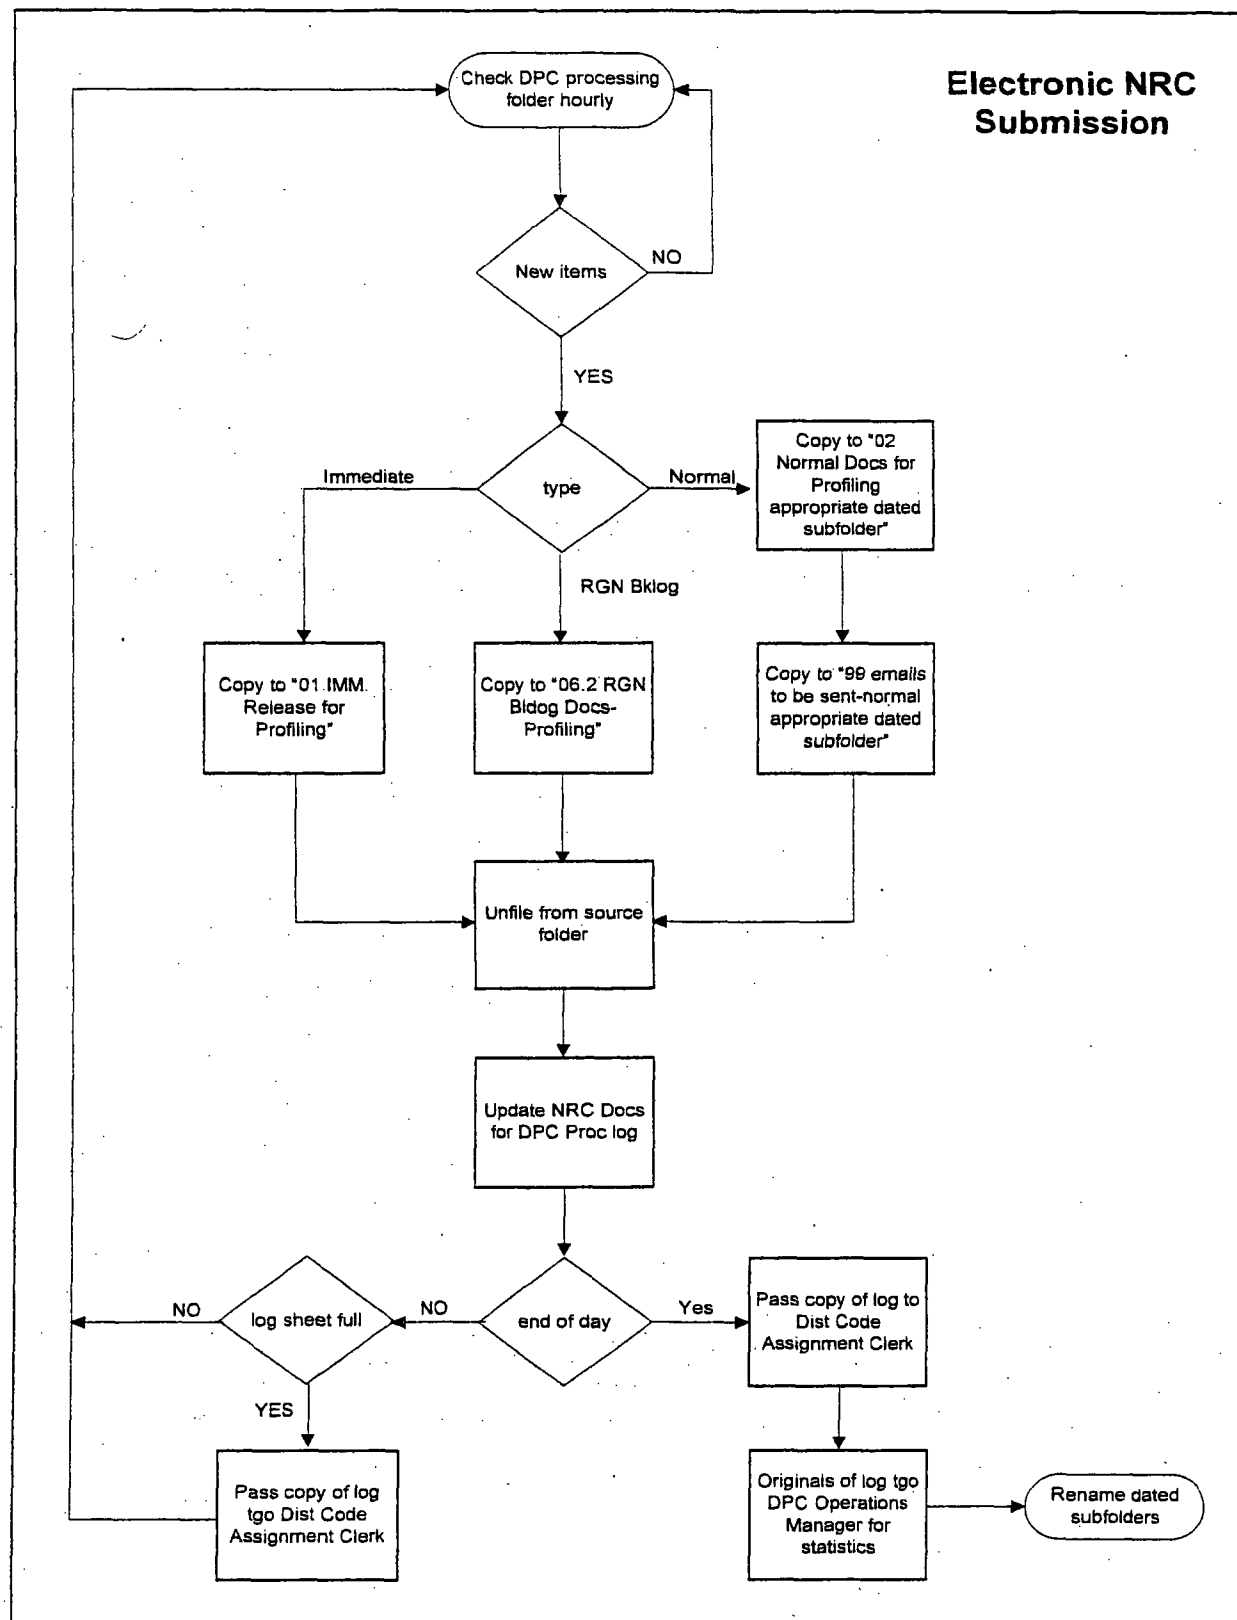 Electronic NRC
Submission
Check DPC processing
folder hourly
New items
NO
YES
type
Immediate
Normal
RGN Bklog
Copy to "02
Normal Docs for
Profiling
appropriate dated
subfolder"
Copy to "01 IMM.
Release for
Profiling"
Copy to "06.2 RGN
Bldog Docs-
Profiling"
Copy to "99 emails
to be sent-normal
appropriate dated
subfolder"
Unfile from source
folder
Update NRC Docs
for DPC Proc log
end of day
NO
Yes
log sheet full
NO
YES
Pass copy of log to
Dist Code
Assignment Clerk
Pass copy of log
tgo Dist Code
Assignment Clerk
Originals of log tgo
DPC Operations
Manager for
statistics
Rename dated
subfolders